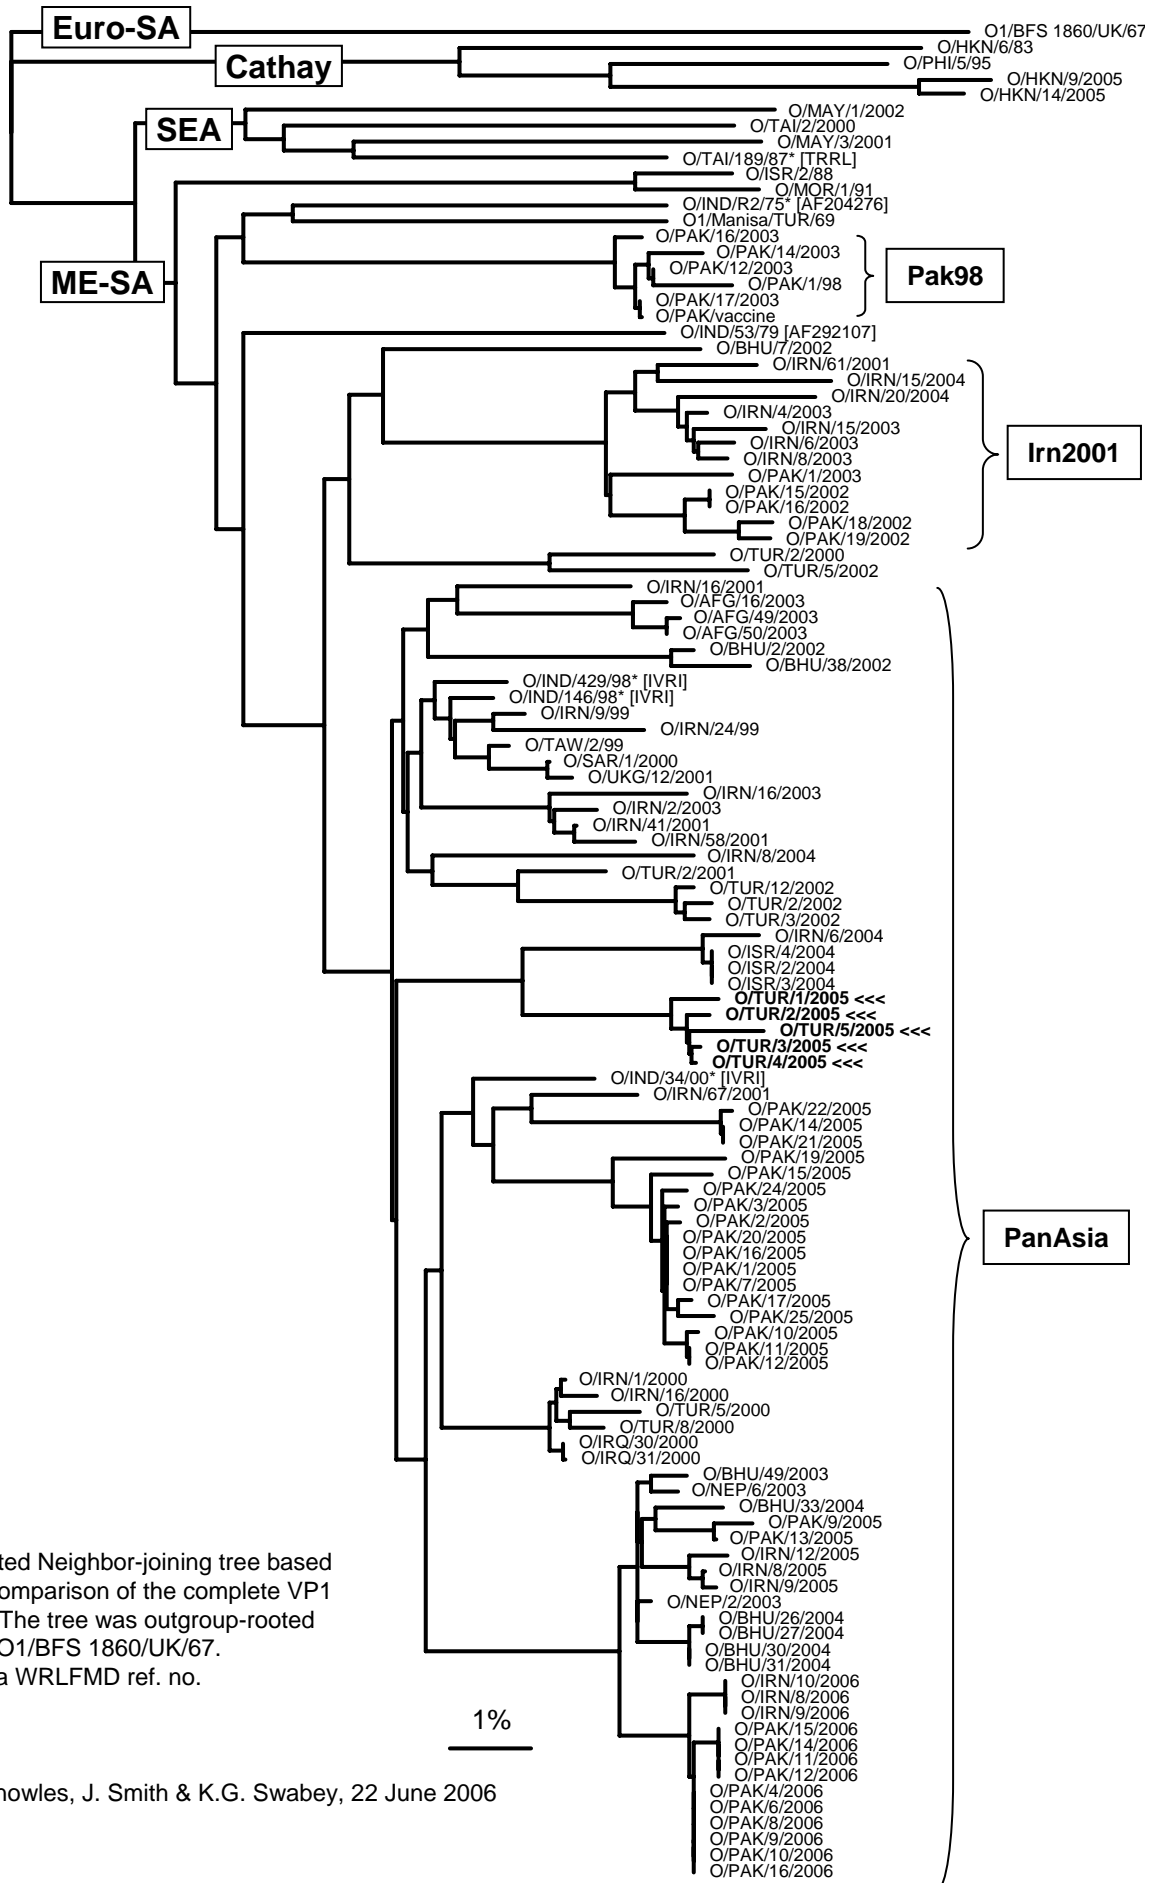 Euro-SA
O1/BFS 1860/UK/67
O/HKN/6/83
Cathay
O/PHI/5/95
O/HKN/9/2005
O/HKN/14/2005
O/MAY/1/2002
SEA
O/TAI/2/2000
O/MAY/3/2001
O/TAI/189/87* [TRRL]
O/ISR/2/88
O/MOR/1/91
O/IND/R2/75* [AF204276]
O1/Manisa/TUR/69
O/PAK/16/2003
O/PAK/14/2003
O/PAK/12/2003
ME-SA
Pak98
O/PAK/1/98
O/PAK/17/2003
O/PAK/vaccine
O/IND/53/79 [AF292107]
O/BHU/7/2002
O/IRN/61/2001
O/IRN/15/2004
O/IRN/20/2004
O/IRN/4/2003
O/IRN/15/2003
O/IRN/6/2003
Irn2001
O/IRN/8/2003
O/PAK/1/2003
O/PAK/15/2002
O/PAK/16/2002
O/PAK/18/2002
O/PAK/19/2002
O/TUR/2/2000
O/TUR/5/2002
O/IRN/16/2001
O/AFG/16/2003
O/AFG/49/2003
O/AFG/50/2003
O/BHU/2/2002
O/BHU/38/2002
O/IND/429/98* [IVRI]
O/IND/146/98* [IVRI]
O/IRN/9/99
O/IRN/24/99
O/TAW/2/99
O/SAR/1/2000
O/UKG/12/2001
O/IRN/16/2003
O/IRN/2/2003
O/IRN/41/2001
O/IRN/58/2001
O/IRN/8/2004
O/TUR/2/2001
O/TUR/12/2002
O/TUR/2/2002
O/TUR/3/2002
O/IRN/6/2004
O/ISR/4/2004
O/ISR/2/2004
O/ISR/3/2004
O/TUR/1/2005 <<<
O/TUR/2/2005 <<<
O/TUR/5/2005 <<<
O/TUR/3/2005 <<<
O/TUR/4/2005 <<<
O/IND/34/00* [IVRI]
O/IRN/67/2001
O/PAK/22/2005
O/PAK/14/2005
O/PAK/21/2005
O/PAK/19/2005
O/PAK/15/2005
O/PAK/24/2005
O/PAK/3/2005
O/PAK/2/2005
O/PAK/20/2005
PanAsia
O/PAK/16/2005
O/PAK/1/2005
O/PAK/7/2005
O/PAK/17/2005
O/PAK/25/2005
O/PAK/10/2005
O/PAK/11/2005
O/PAK/12/2005
O/IRN/1/2000
O/IRN/16/2000
O/TUR/5/2000
O/TUR/8/2000
O/IRQ/30/2000
O/IRQ/31/2000
O/BHU/49/2003
O/NEP/6/2003
O/BHU/33/2004
O/PAK/9/2005
O/PAK/13/2005
O/IRN/12/2005
O/IRN/8/2005
O/IRN/9/2005
O/NEP/2/2003
O/BHU/26/2004
O/BHU/27/2004
O/BHU/30/2004
O/BHU/31/2004
O/IRN/10/2006
O/IRN/8/2006
O/IRN/9/2006
O/PAK/15/2006
O/PAK/14/2006
O/PAK/11/2006
O/PAK/12/2006
O/PAK/4/2006
O/PAK/6/2006
O/PAK/8/2006
O/PAK/9/2006
O/PAK/10/2006
O/PAK/16/2006
ted Neighbor-joining tree based
omparison of the complete VP1
The tree was outgroup-rooted
O1/BFS 1860/UK/67.
a WRLFMD ref. no.
1%
nowles, J. Smith & K.G. Swabey, 22 June 2006